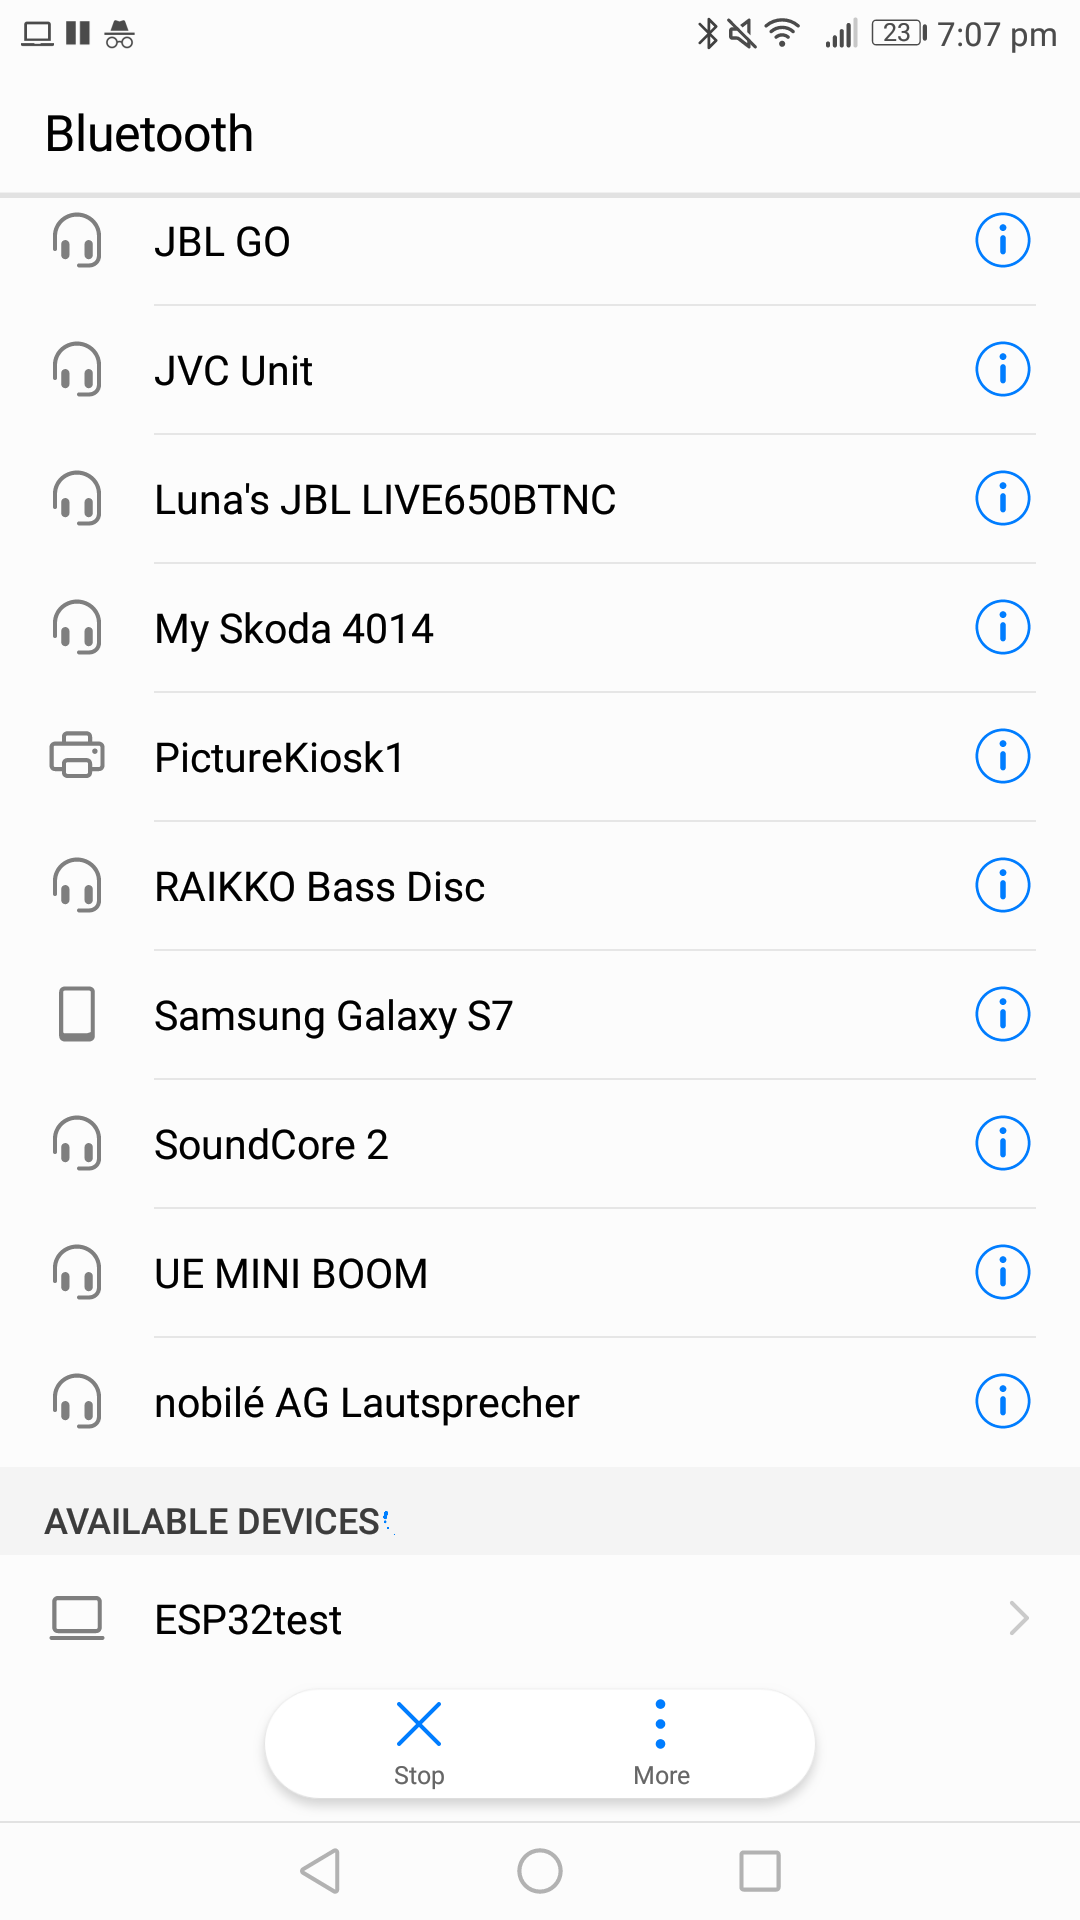 23 7:07 pm
Bluetooth
JBL GO
JVC Unit
Luna's JBL LIVE650BTNC
My Skoda 4014
PictureKiosk1
RAIKKO Bass Disc
Samsung Galaxy S7
SoundCore 2
UE MINI BOOM
nobilé AG Lautsprecher
AVAILABLE DEVICES
ESP32test
Stop More